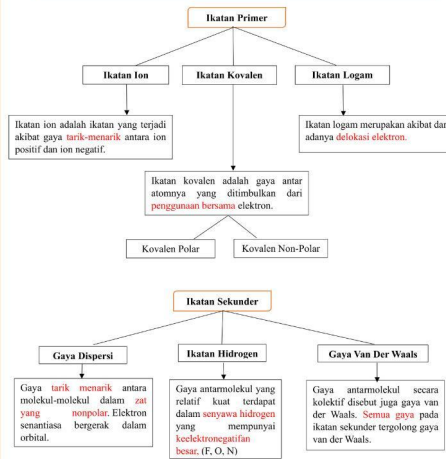 Ikatan Primer
Ikatan Ion
Ikatan Kovalen
Ikatan Logam
Ikatan ion adalah ikatan yang terjadi
akibat gaya tarik-menarik antara ion
positif dan ion negatif.
Ikatan logam merupakan akibat dar
adanya delokasi elektron.
Ikatan kovalen adalah gaya antar
atomnya yang ditimbulkan dari
penggunaan bersama elektron.
Kovalen Polar
Kovalen Non-Polar
Ikatan Sekunder
Gaya Dispersi
Ikatan Hidrogen
Gaya Van Der Waals
Gaya tarik menarik antara
molekul-molekul dalam zat
yang nonpolar. Elektron
senantiasa bergerak dalam
orbital.
Gaya antarmolekul yang
relatif kuat terdapat
dalam senyawa hidrogen
yang mempunyai
keelektronegatifan
besar, (F, O, N)
Gaya antarmolekul secara
kolektif disebut juga gaya van
der Waals. Semua gaya pada
ikatan sekunder tergolong gaya
van der Waals.